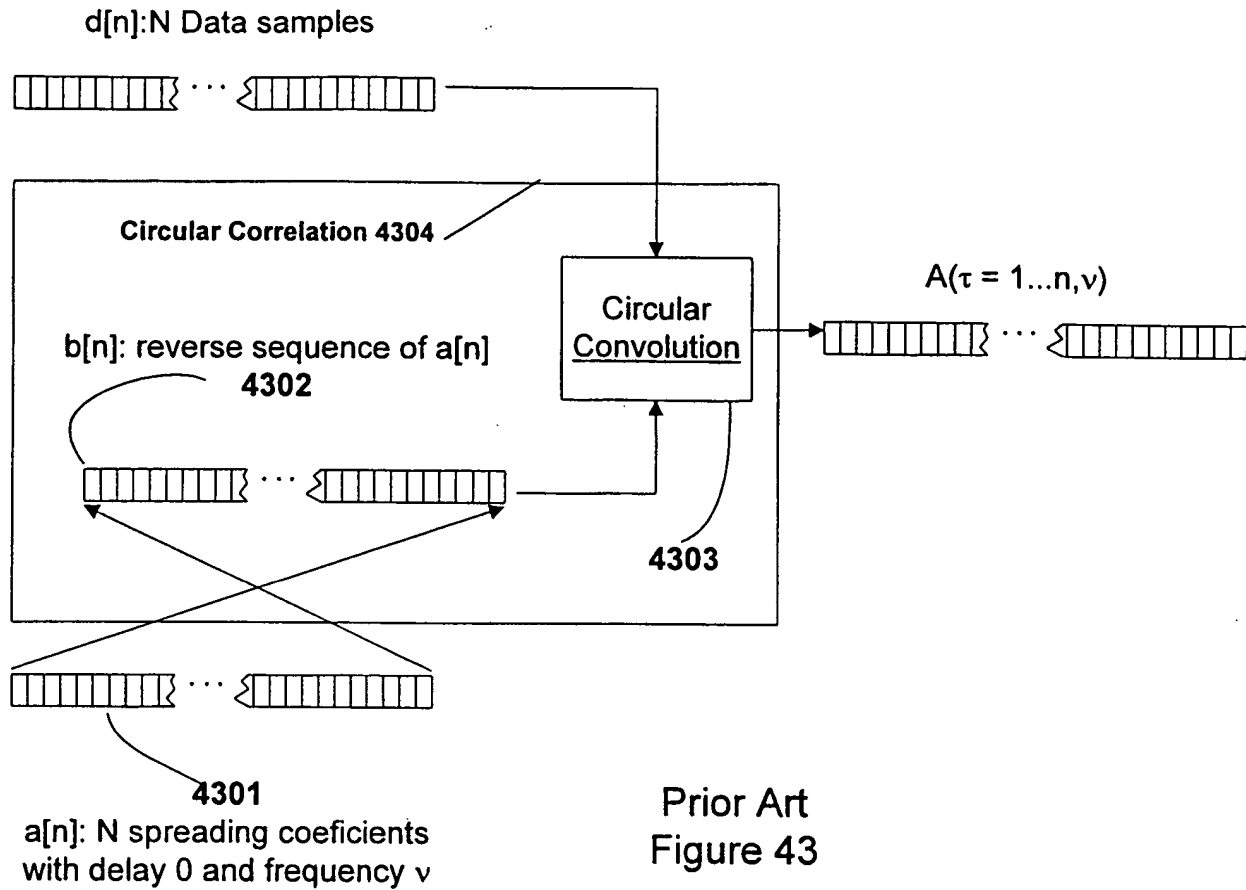 d[n]:N Data samples
· · ·
Circular Correlation 4304
Circular
Convolution
A(τ = 1...n,ν)
· · ·
b[n]: reverse sequence of a[n]
4302
· · ·
4303
· · ·
4301
a[n]: N spreading coeficients
with delay 0 and frequency ν
Prior Art
Figure 43